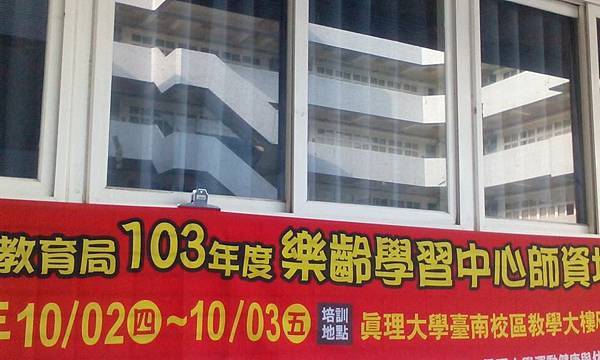 教育局103年度樂齡學習中心師資培
10/02四~10/03五 培訓地點 眞理大學臺南校區教學大樓